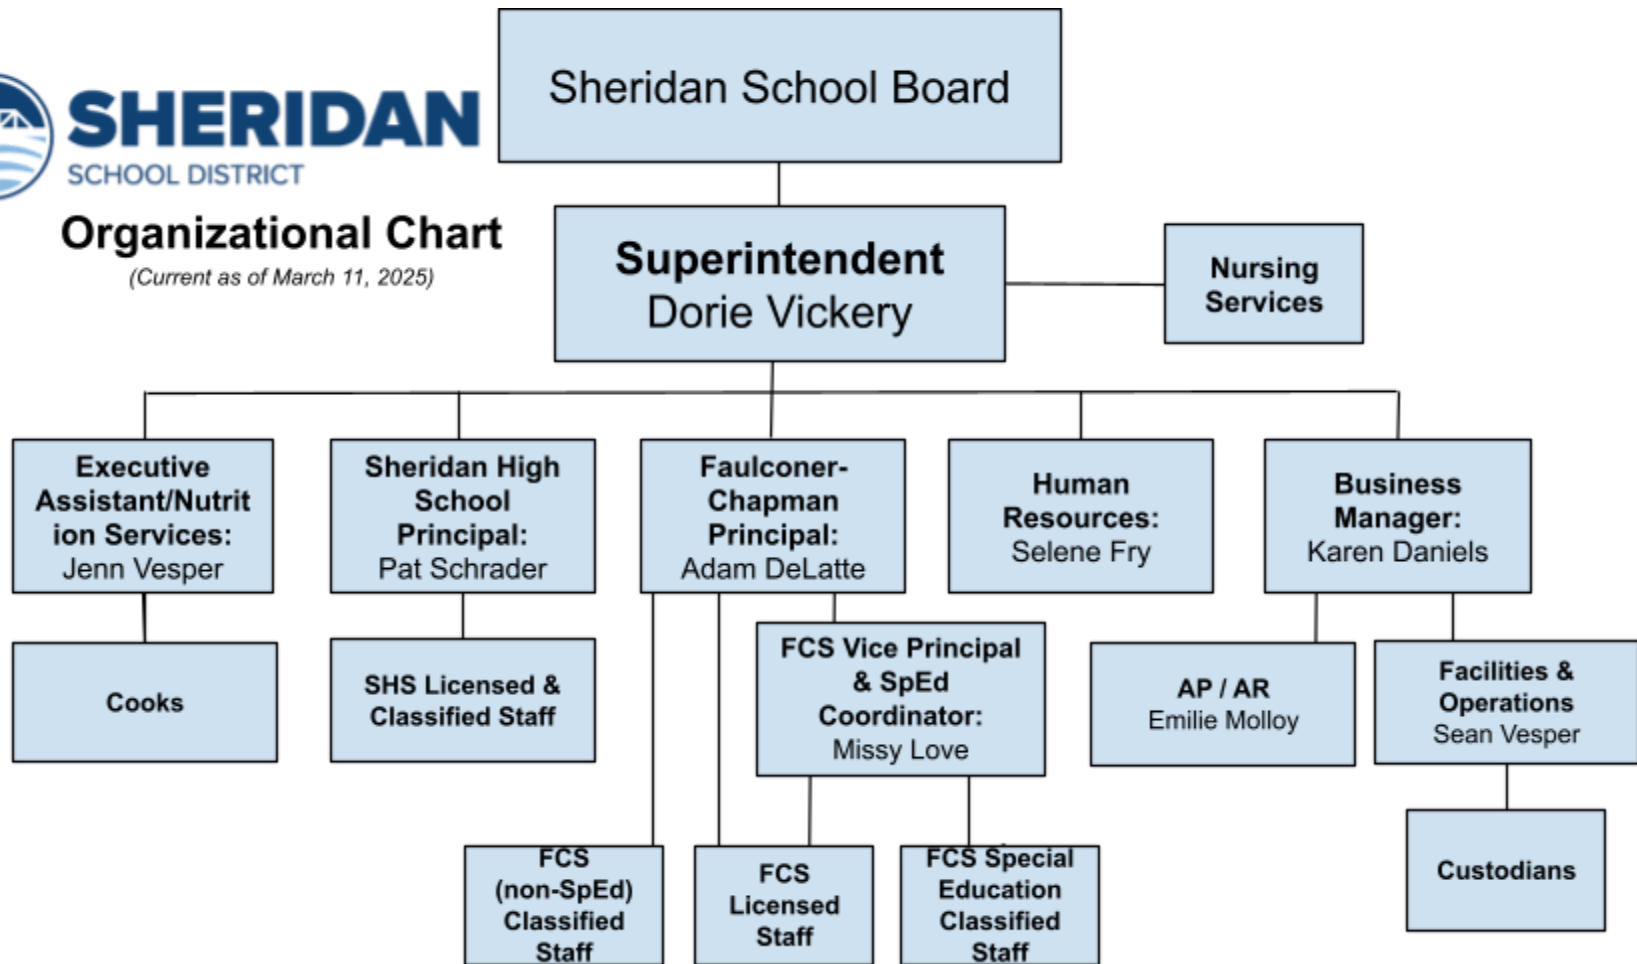 Sheridan School Board
SHERIDAN
SCHOOL DISTRICT
Organizational Chart
(Current as of March 11, 2025)
Superintendent
Dorie Vickery
Nursing
Services
Executive
Assistant/Nutrit
ion Services:
Jenn Vesper
Sheridan High
School
Principal:
Pat Schrader
Faulconer-
Chapman
Principal:
Adam DeLatte
Human
Resources:
Selene Fry
Business
Manager:
Karen Daniels
Cooks
SHS Licensed &
Classified Staff
FCS Vice Principal
& SpEd
Coordinator:
Missy Love
AP / AR
Emilie Molloy
Facilities &
Operations
Sean Vesper
FCS
(non-SpEd)
Classified
Staff
FCS
Licensed
Staff
FCS Special
Education
Classified
Staff
Custodians